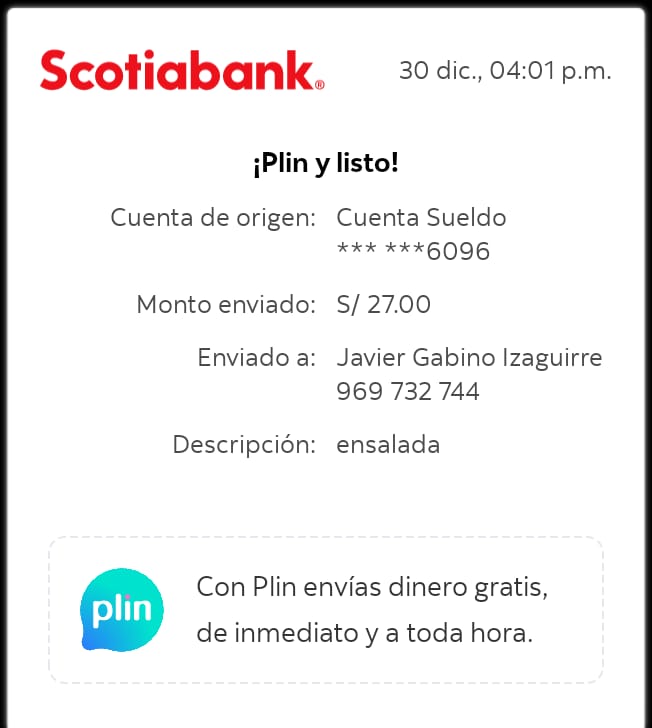 Scotiabank®
30 dic., 04:01 p.m.
¡Plin y listo!
Cuenta de origen: Cuenta Sueldo
*** ***6096
Monto enviado: S/ 27.00
Enviado a: Javier Gabino Izaguirre
969 732 744
Descripción: ensalada
plin
Con Plin envías dinero gratis,
de inmediato y a toda hora.